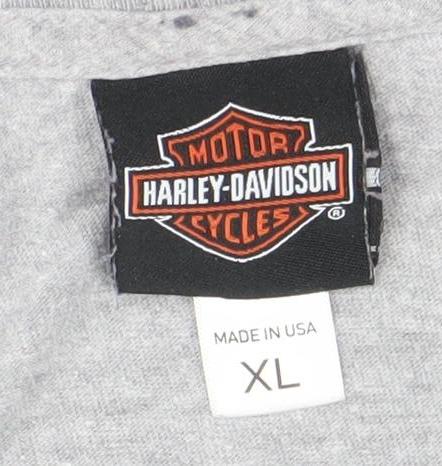 MOTOR
HARLEY-DAVIDSON
CYCLES
®
MADE IN USA
XL